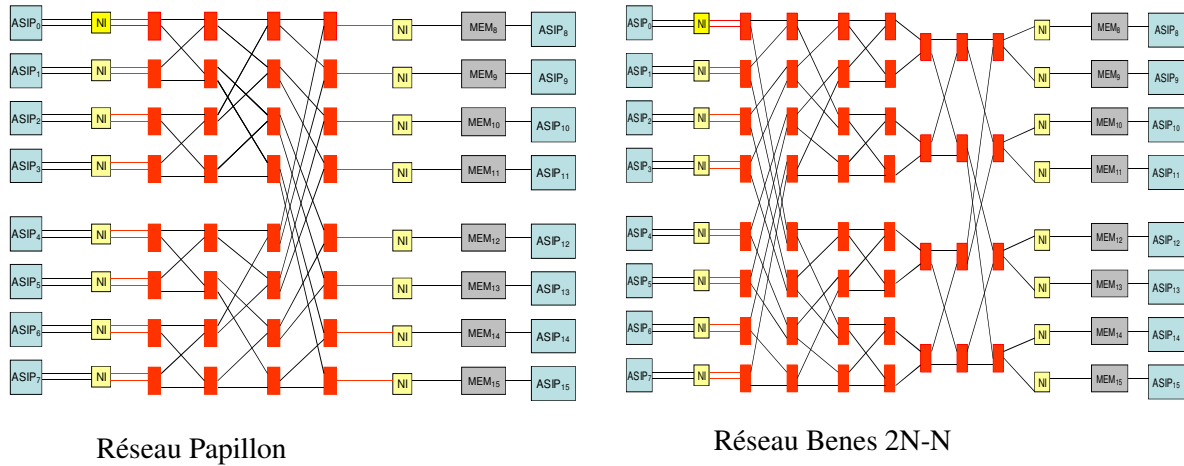 ASIP0 NI NI MEM8 ASIP8
ASIP1 NI NI MEM9 ASIP9
ASIP2 NI NI MEM10 ASIP10
ASIP3 NI NI MEM11 ASIP11
ASIP4 NI NI MEM12 ASIP12
ASIP5 NI NI MEM13 ASIP13
ASIP6 NI NI MEM14 ASIP14
ASIP7 NI NI MEM15 ASIP15
Réseau Papillon
ASIP0 NI NI MEM8 ASIP8
ASIP1 NI NI MEM9 ASIP9
ASIP2 NI NI MEM10 ASIP10
ASIP3 NI NI MEM11 ASIP11
ASIP4 NI NI MEM12 ASIP12
ASIP5 NI NI MEM13 ASIP13
ASIP6 NI NI MEM14 ASIP14
ASIP7 NI NI MEM15 ASIP15
Réseau Benes 2N-N